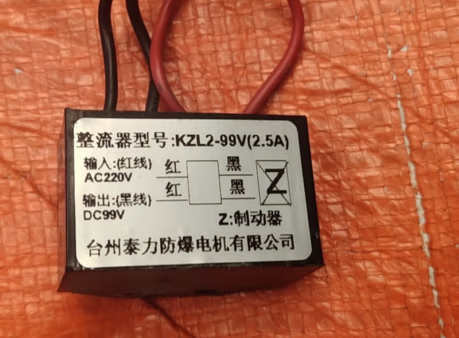 整流器型号:KZL2-99V(2.5A)
输入:(红线) 红 黑
AC220V
输出:(黑线) 红 黑 Z
DC99V
Z:制动器
台州泰力防爆电机有限公司